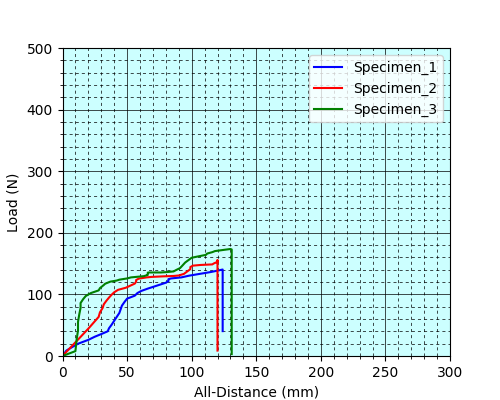 500
400
300
200
100
0
Load (N)
Specimen_1
Specimen_2
Specimen_3
0 50 100 150 200 250 300
All-Distance (mm)